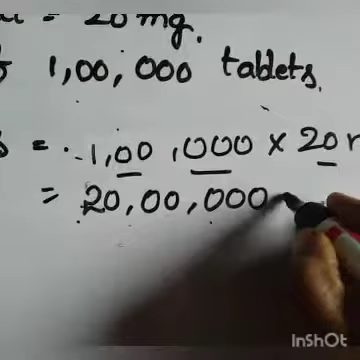 = 20 mg.
1,00,000 tablets.
= 1,00,000 × 20
= 20,00,000
InShOt